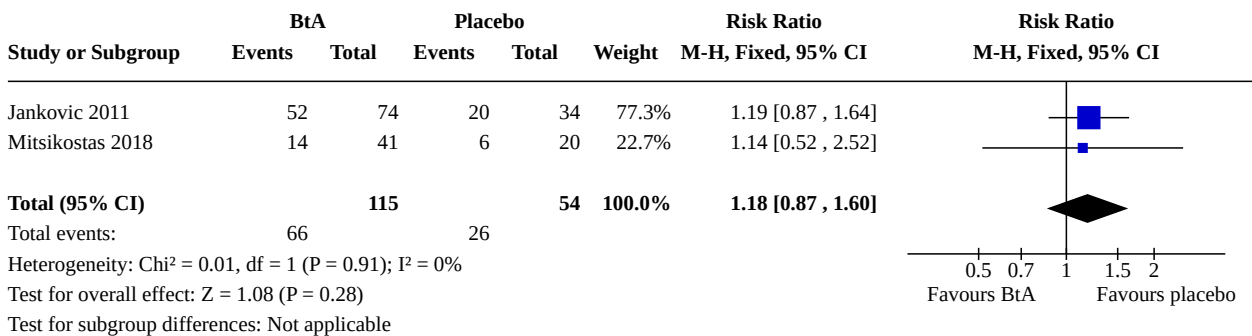 BtA Placebo Risk Ratio Risk Ratio
Study or Subgroup Events Total Events Total Weight M-H, Fixed, 95% CI M-H, Fixed, 95% CI
Jankovic 2011 52 74 20 34 77.3% 1.19 [0.87 , 1.64]
Mitsikostas 2018 14 41 6 20 22.7% 1.14 [0.52 , 2.52]
Total (95% CI) 115 54 100.0% 1.18 [0.87 , 1.60]
Total events: 66 26
Heterogeneity: Chi² = 0.01, df = 1 (P = 0.91); I² = 0%
0.5 0.7 1 1.5 2
Test for overall effect: Z = 1.08 (P = 0.28) Favours BtA Favours placebo
Test for subgroup differences: Not applicable